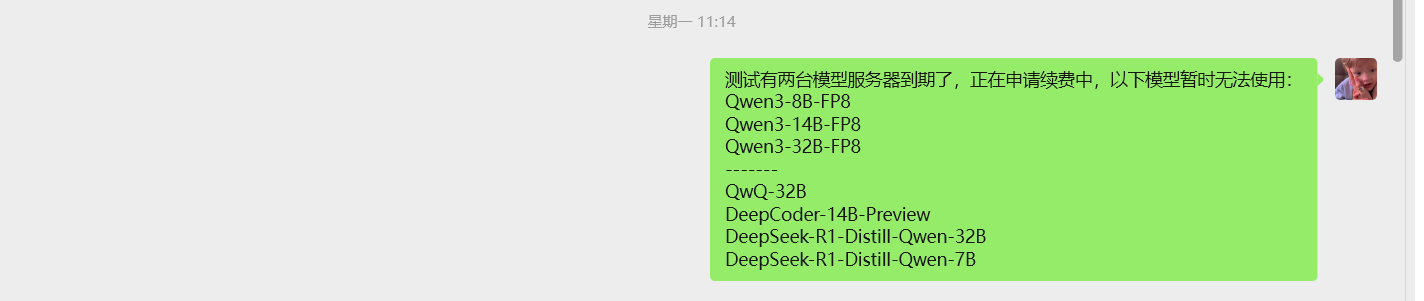 星期一 11:14
测试有两台模型服务器到期了，正在申请续费中，以下模型暂时无法使用：
Qwen3-8B-FP8
Qwen3-14B-FP8
Qwen3-32B-FP8
-------
QwQ-32B
DeepCoder-14B-Preview
DeepSeek-R1-Distill-Qwen-32B
DeepSeek-R1-Distill-Qwen-7B